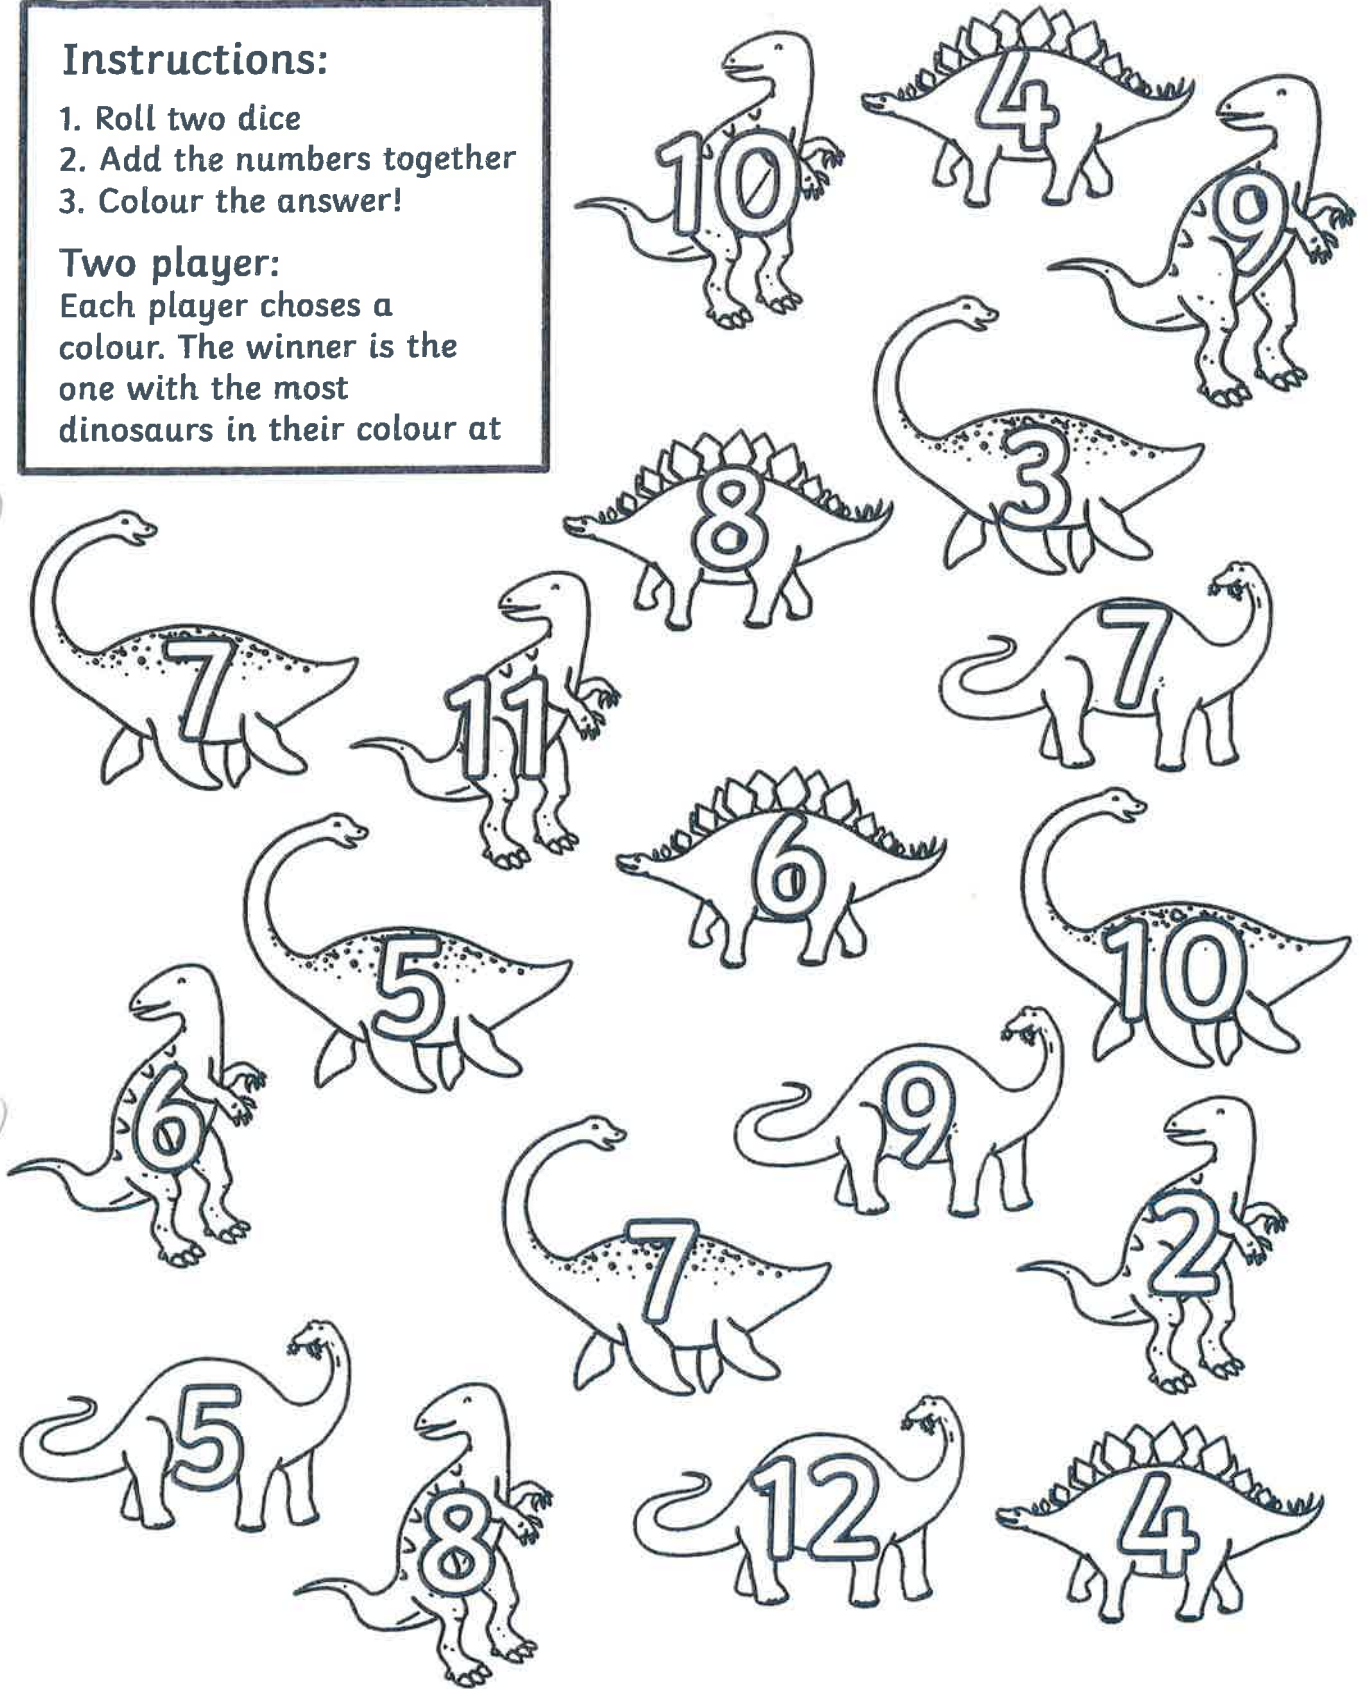 Instructions:
1. Roll two dice
2. Add the numbers together
3. Colour the answer!
Two player:
Each player choses a
colour. The winner is the
one with the most
dinosaurs in their colour at
10
4
9
3
8
7
11
7
6
5
10
6
9
7
2
5
8
12
4